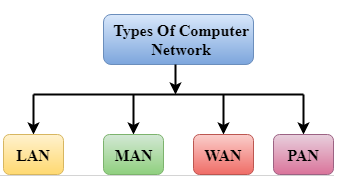 Types Of Computer
Network
LAN
MAN
WAN
PAN